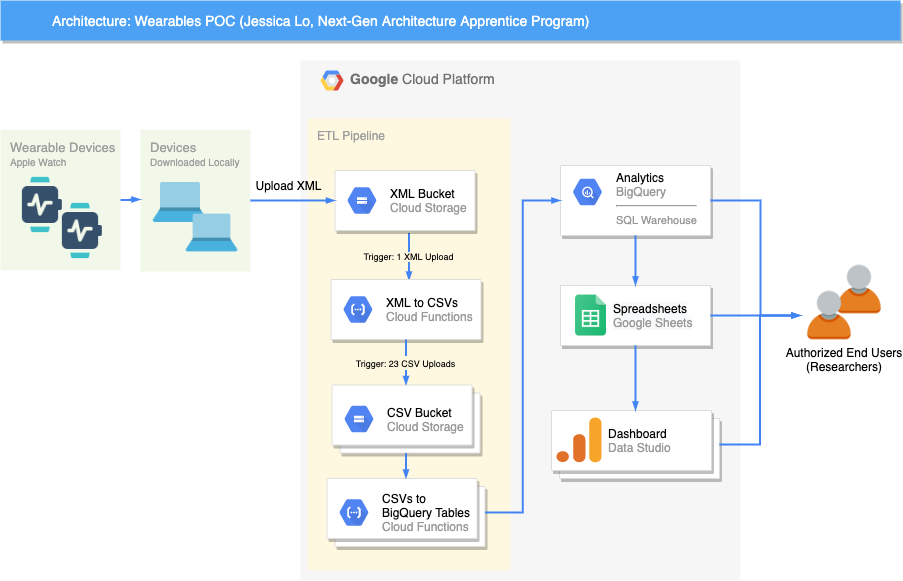 Architecture: Wearables POC (Jessica Lo, Next-Gen Architecture Apprentice Program)
Google Cloud Platform
ETL Pipeline
Wearable Devices
Apple Watch
Devices
Downloaded Locally
Upload XML
XML Bucket
Cloud Storage
Trigger: 1 XML Upload
XML to CSVs
Cloud Functions
Trigger: 23 CSV Uploads
CSV Bucket
Cloud Storage
CSVs to
BigQuery Tables
Cloud Functions
Analytics
BigQuery
SQL Warehouse
Spreadsheets
Google Sheets
Dashboard
Data Studio
Authorized End Users
(Researchers)